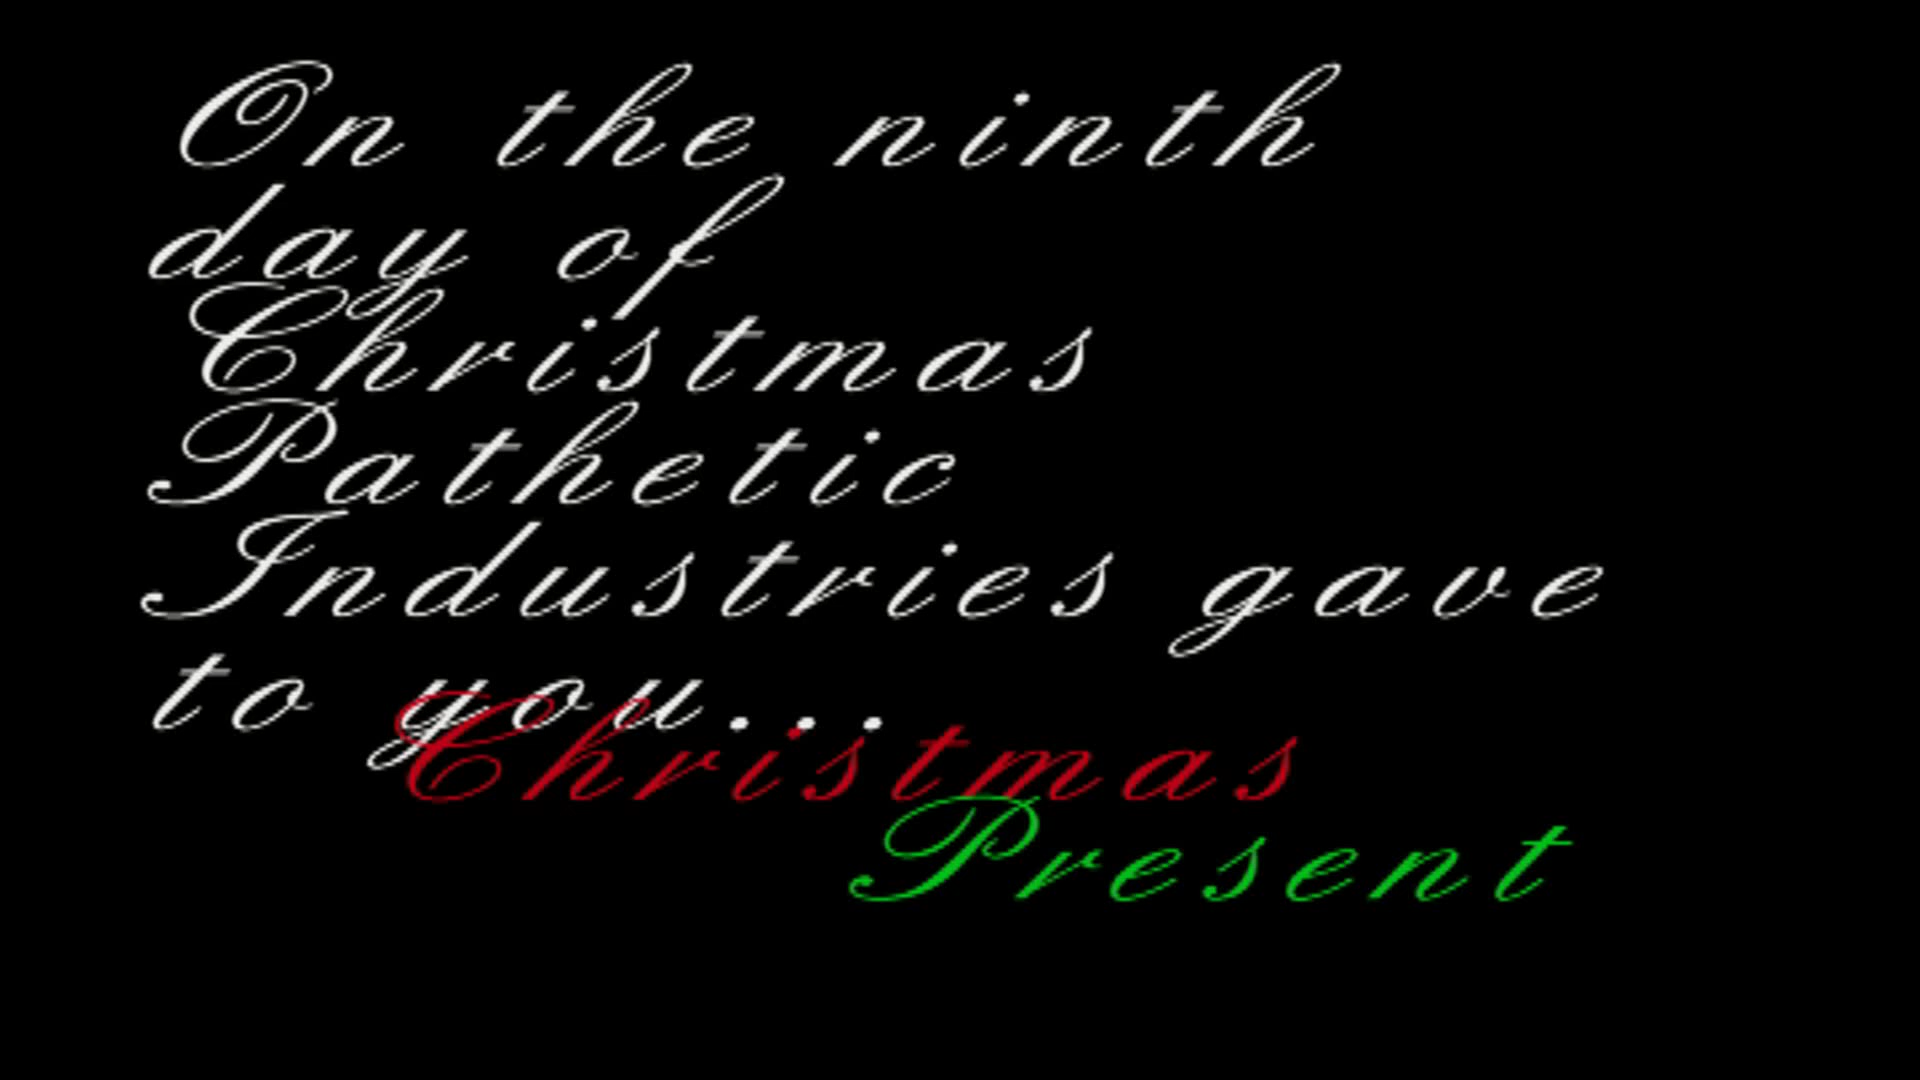 On the ninth
day of
Christmas
Pathetic
Industries gave
to you...
Christmas
Present